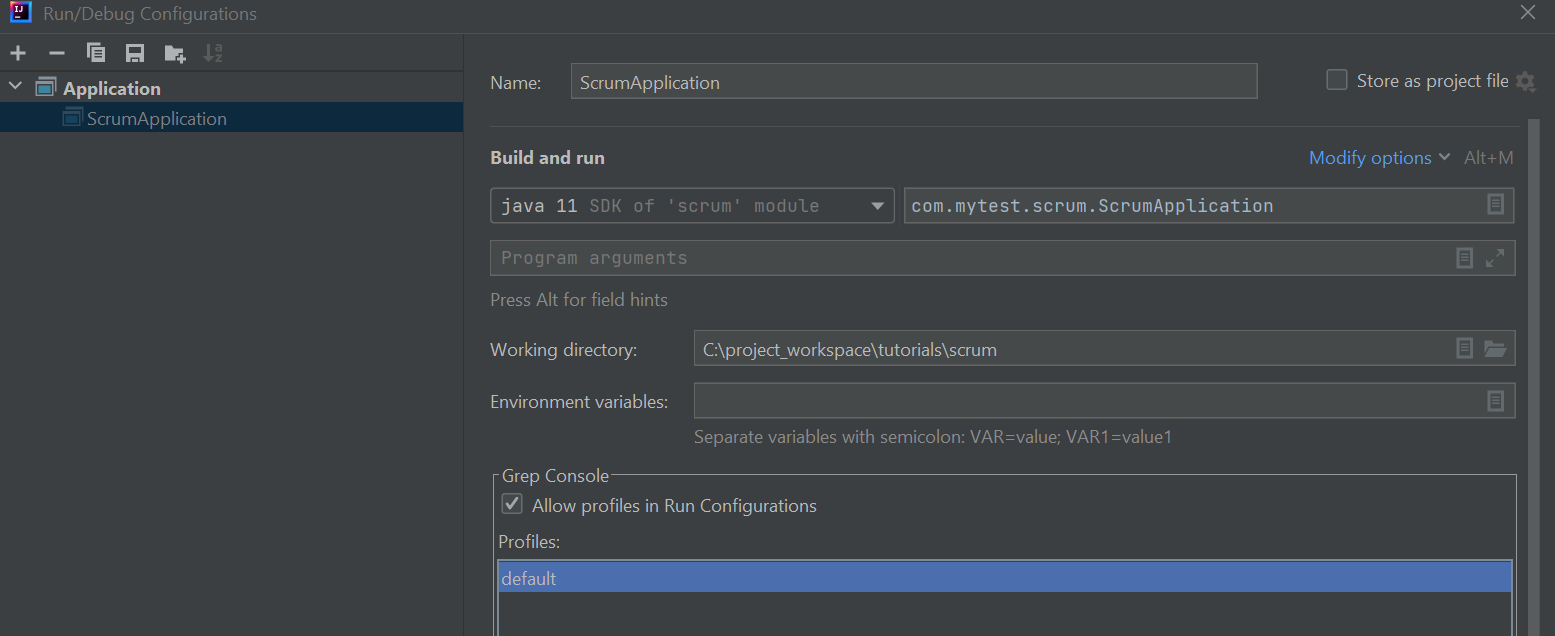 Run/Debug Configurations
Application
ScrumApplication
Name: ScrumApplication Store as project file
Build and run Modify options Alt+M
java 11 SDK of 'scrum' module com.mytest.scrum.ScrumApplication
Program arguments
Press Alt for field hints
Working directory: C:\project_workspace\tutorials\scrum
Environment variables:
Separate variables with semicolon: VAR=value; VAR1=value1
Grep Console
Allow profiles in Run Configurations
Profiles:
default